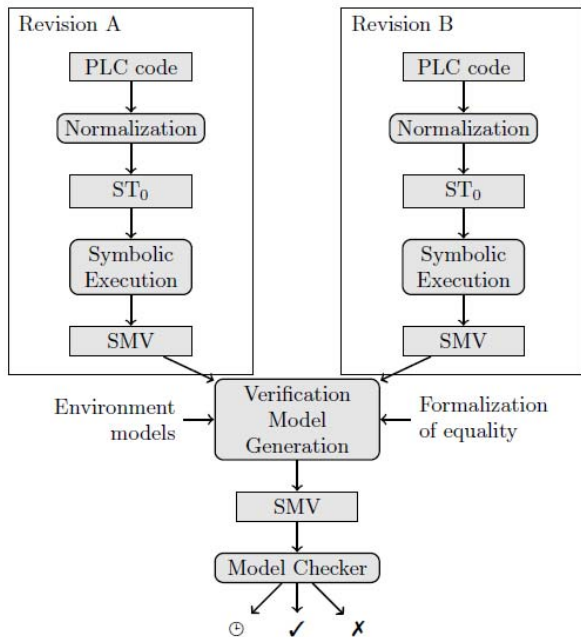 Revision A
PLC code
Normalization
ST₀
Symbolic
Execution
SMV
Revision B
PLC code
Normalization
ST₀
Symbolic
Execution
SMV
Environment
models
Verification
Model
Generation
Formalization
of equality
SMV
Model Checker
✓ ✗